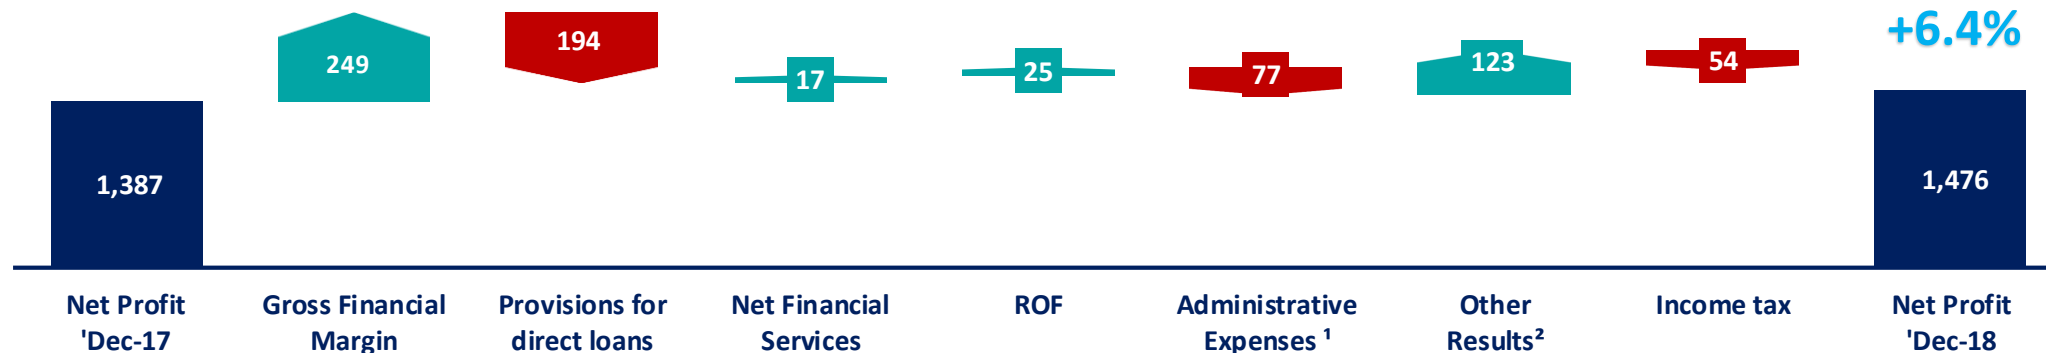 +6.4%
249
194
17
25
77
123
54
1,387
1,476
Net Profit
'Dec-17
Gross Financial
Margin
Provisions for
direct loans
Net Financial
Services
ROF
Administrative
Expenses ¹
Other
Results²
Income tax
Net Profit
'Dec-18